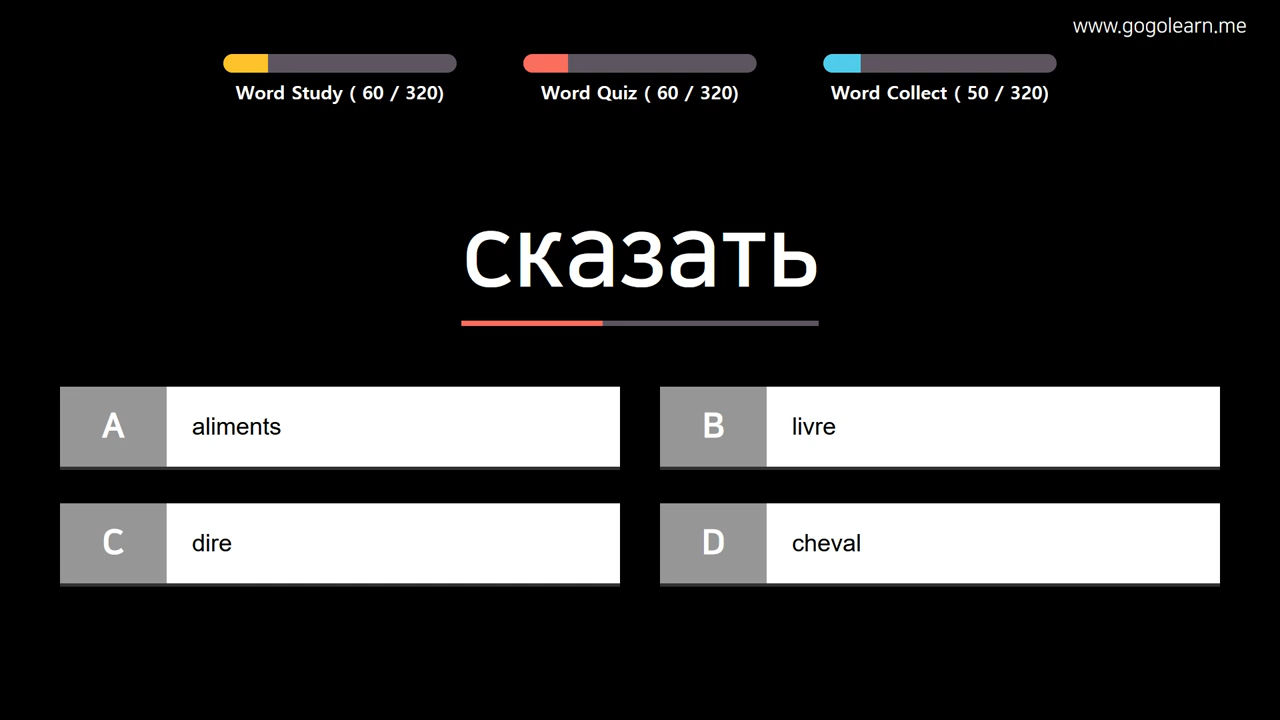 www.gogolearn.me
Word Study ( 60 / 320)
Word Quiz ( 60 / 320)
Word Collect ( 50 / 320)
сказать
A aliments
B livre
C dire
D cheval